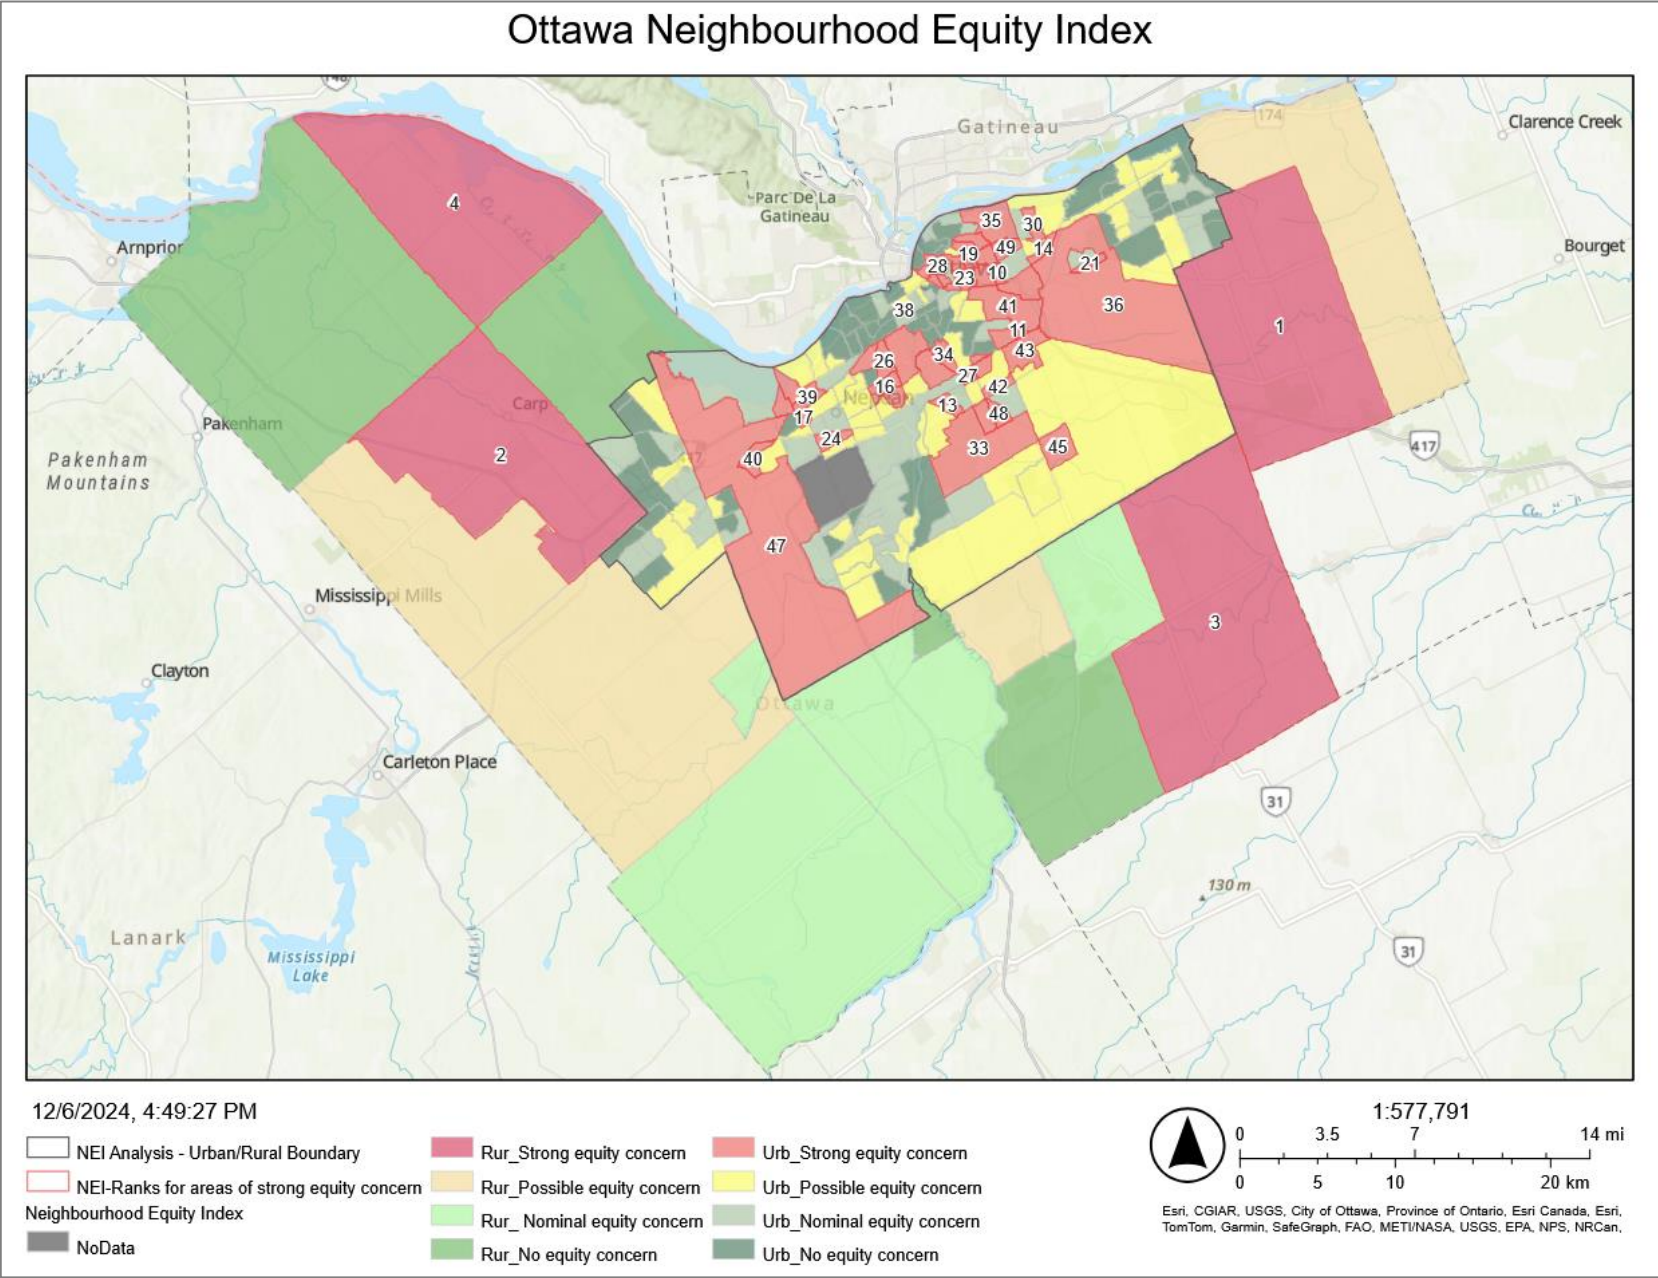 Ottawa Neighbourhood Equity Index
174
Clarence Creek
Gatineau
Parc De La
Gatineau
4
35
30
Arnprior
19
49
14
Bourget
28
23
10
21
38
41
36
1
11
26
34
43
16
27
42
39
Nepean
Carp
17
13
48
Pakenham
24
33
45
417
2
40
Pakenham
Mountains
47
Mississippi Mills
3
Clayton
Ottawa
Carleton Place
31
130 m
Lanark
Mississippi
Lake
31
12/6/2024, 4:49:27 PM
1:577,791
0 3.5 7 14 mi
0 5 10 20 km
NEI Analysis - Urban/Rural Boundary
NEI-Ranks for areas of strong equity concern
Neighbourhood Equity Index
NoData
Rur_Strong equity concern
Rur_Possible equity concern
Rur_ Nominal equity concern
Rur_No equity concern
Urb_Strong equity concern
Urb_Possible equity concern
Urb_Nominal equity concern
Urb_No equity concern
Esri, CGIAR, USGS, City of Ottawa, Province of Ontario, Esri Canada, Esri,
TomTom, Garmin, SafeGraph, FAO, METI/NASA, USGS, EPA, NPS, NRCan,